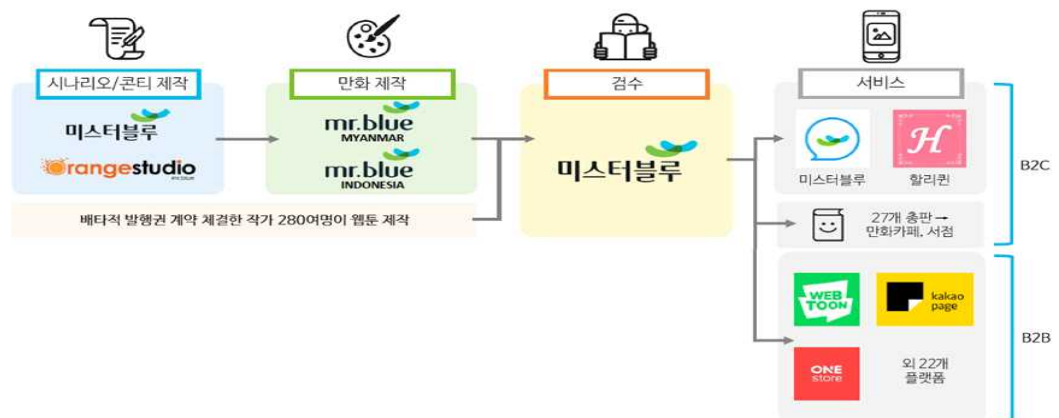 시나리오/콘티 제작
만화 제작
검수
서비스
미스터블루
orangestudio
mr.blue
mr.blue
MYANMAR
mr.blue
INDONESIA
미스터블루
H
미스터블루
할리퀸
B2C
배타적 발행권 계약 체결한 작가 280여명이 웹툰 제작
27개 총판 →
만화카페, 서점
WEB
TOON
kakao
page
B2B
ONE
store
외 22개
플랫폼